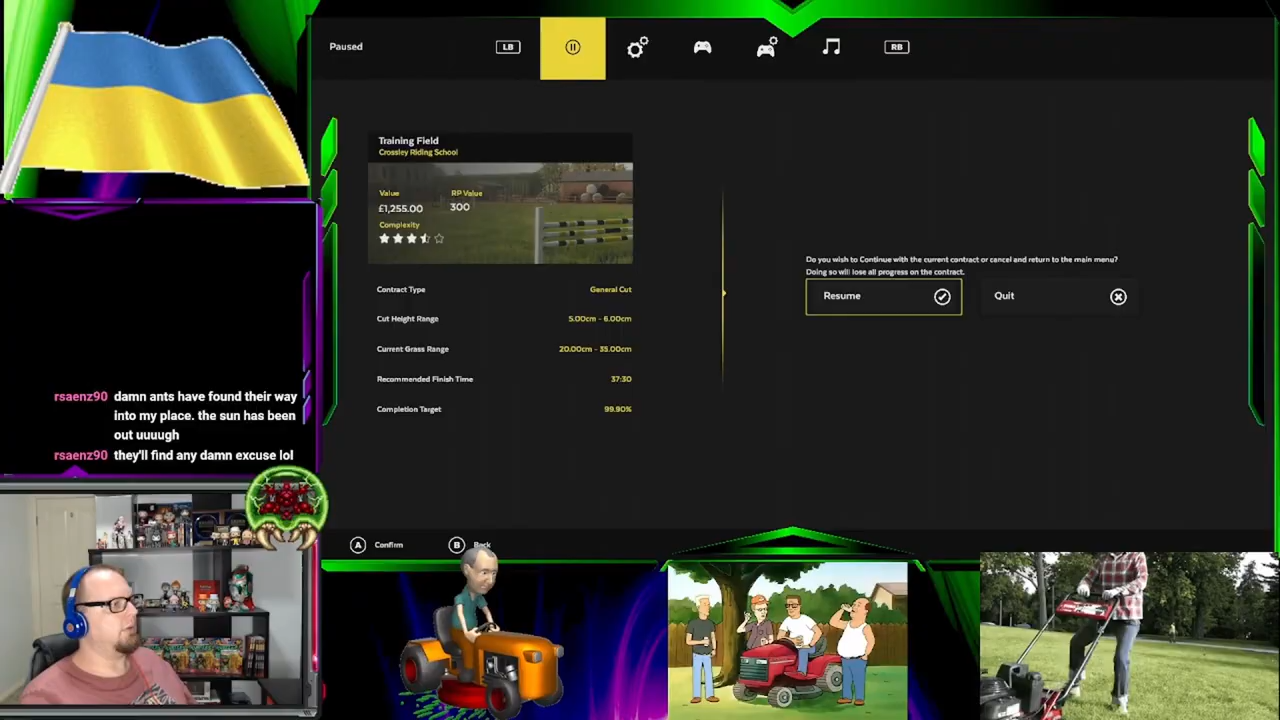 Paused
LB
RB
Training Field
Crossley Riding School
Value
RP Value
£1,255.00
300
Complexity
Contract Type
General Cut
Cut Height Range
5.00cm - 6.00cm
Current Grass Range
20.00cm - 35.00cm
Recommended Finish Time
37:30
Completion Target
99.90%
Do you wish to Continue with the current contract or cancel and return to the main menu?
Doing so will lose all progress on the contract.
Resume
Quit
rsaenz90 damn ants have found their way
into my place. the sun has been
out uuuugh
rsaenz90 they'll find any damn excuse lol
A Confirm
B Back